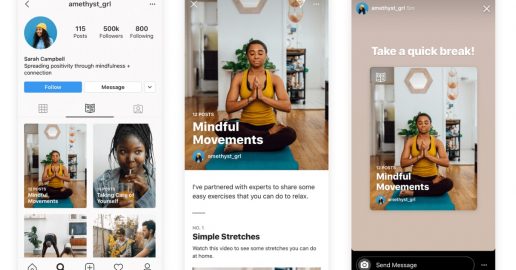 amethyst_grl
115
500k
800
Posts
Followers
Following
Sarah Campbell
Spreading positivity through mindfulness +
connection
Follow
Message
12 POSTS
Mindful
Movements
12 POSTS
Taking Care of
Yourself
12 POSTS
Mindful
Movements
amethyst_grl
I've partnered with experts to share some
easy exercises that you can do to relax.
NO. 1
Simple Stretches
Watch this video to see some stretches you can do
at home.
amethyst_grl 5m
Take a quick break!
12 POSTS
Mindful
Movements
amethyst_grl
Send Message